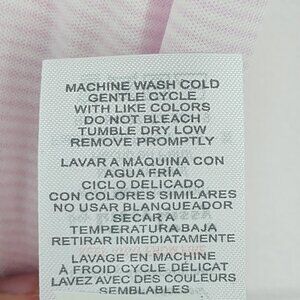 MACHINE WASH COLD
GENTLE CYCLE
WITH LIKE COLORS
DO NOT BLEACH
TUMBLE DRY LOW
REMOVE PROMPTLY
LAVAR A MÁQUINA CON
AGUA FRÍA
CICLO DELICADO
CON COLORES SIMILARES
NO USAR BLANQUEADOR
SECAR A
TEMPERATURA BAJA
RETIRAR INMEDIATAMENTE
LAVAGE EN MACHINE
À FROID CYCLE DÉLICAT
LAVEZ AVEC DES COULEURS
SEMBLABLES